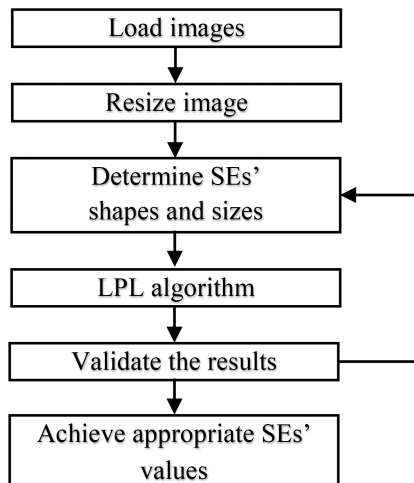 Load images
Resize image
Determine SEs'
shapes and sizes
LPL algorithm
Validate the results
Achieve appropriate SEs'
values